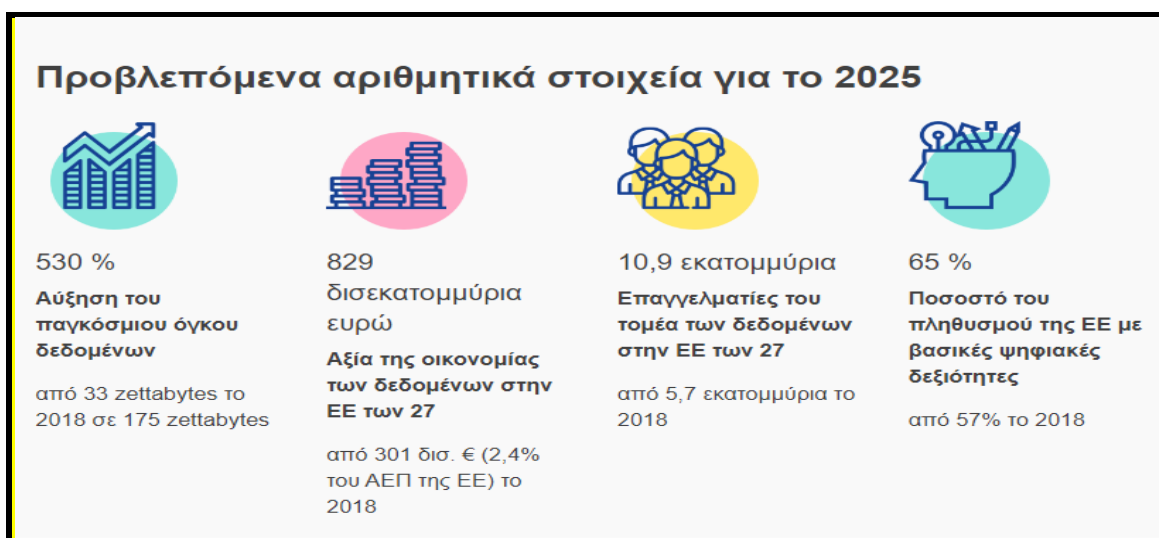 Προβλεπόμενα αριθμητικά στοιχεία για το 2025
530 %
Αύξηση του
παγκόσμιου όγκου
δεδομένων
από 33 zettabytes το
2018 σε 175 zettabytes
829
δισεκατομμύρια
ευρώ
Αξία της οικονομίας
των δεδομένων στην
ΕΕ των 27
από 301 δισ. € (2,4%
του ΑΕΠ της ΕΕ) το
2018
10,9 εκατομμύρια
Επαγγελματίες του
τομέα των δεδομένων
στην ΕΕ των 27
από 5,7 εκατομμύρια το
2018
65 %
Ποσοστό του
πληθυσμού της ΕΕ με
βασικές ψηφιακές
δεξιότητες
από 57% το 2018